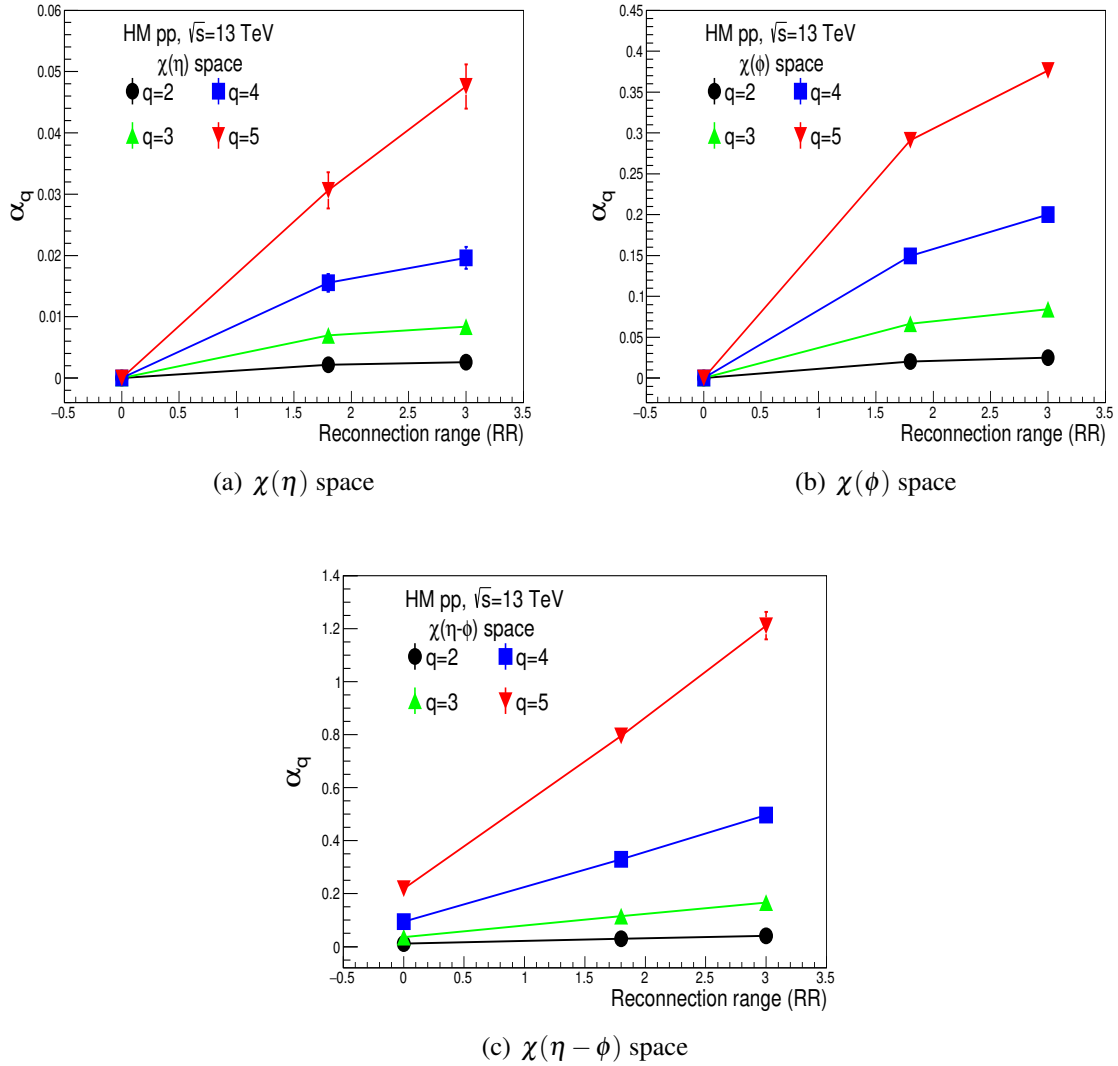 HM pp, √s=13 TeV
χ(η) space
q=2
q=4
q=3
q=5
0.06
0.05
0.04
0.03
0.02
0.01
0
α_q
−0.5 0 0.5 1 1.5 2 2.5 3 3.5
Reconnection range (RR)
(a) χ(η) space
HM pp, √s=13 TeV
χ(ϕ) space
q=2
q=4
q=3
q=5
0.45
0.4
0.35
0.3
0.25
0.2
0.15
0.1
0.05
0
α_q
−0.5 0 0.5 1 1.5 2 2.5 3 3.5
Reconnection range (RR)
(b) χ(ϕ) space
HM pp, √s=13 TeV
χ(η-ϕ) space
q=2
q=4
q=3
q=5
1.4
1.2
1
0.8
0.6
0.4
0.2
0
α_q
−0.5 0 0.5 1 1.5 2 2.5 3 3.5
Reconnection range (RR)
(c) χ(η − ϕ) space